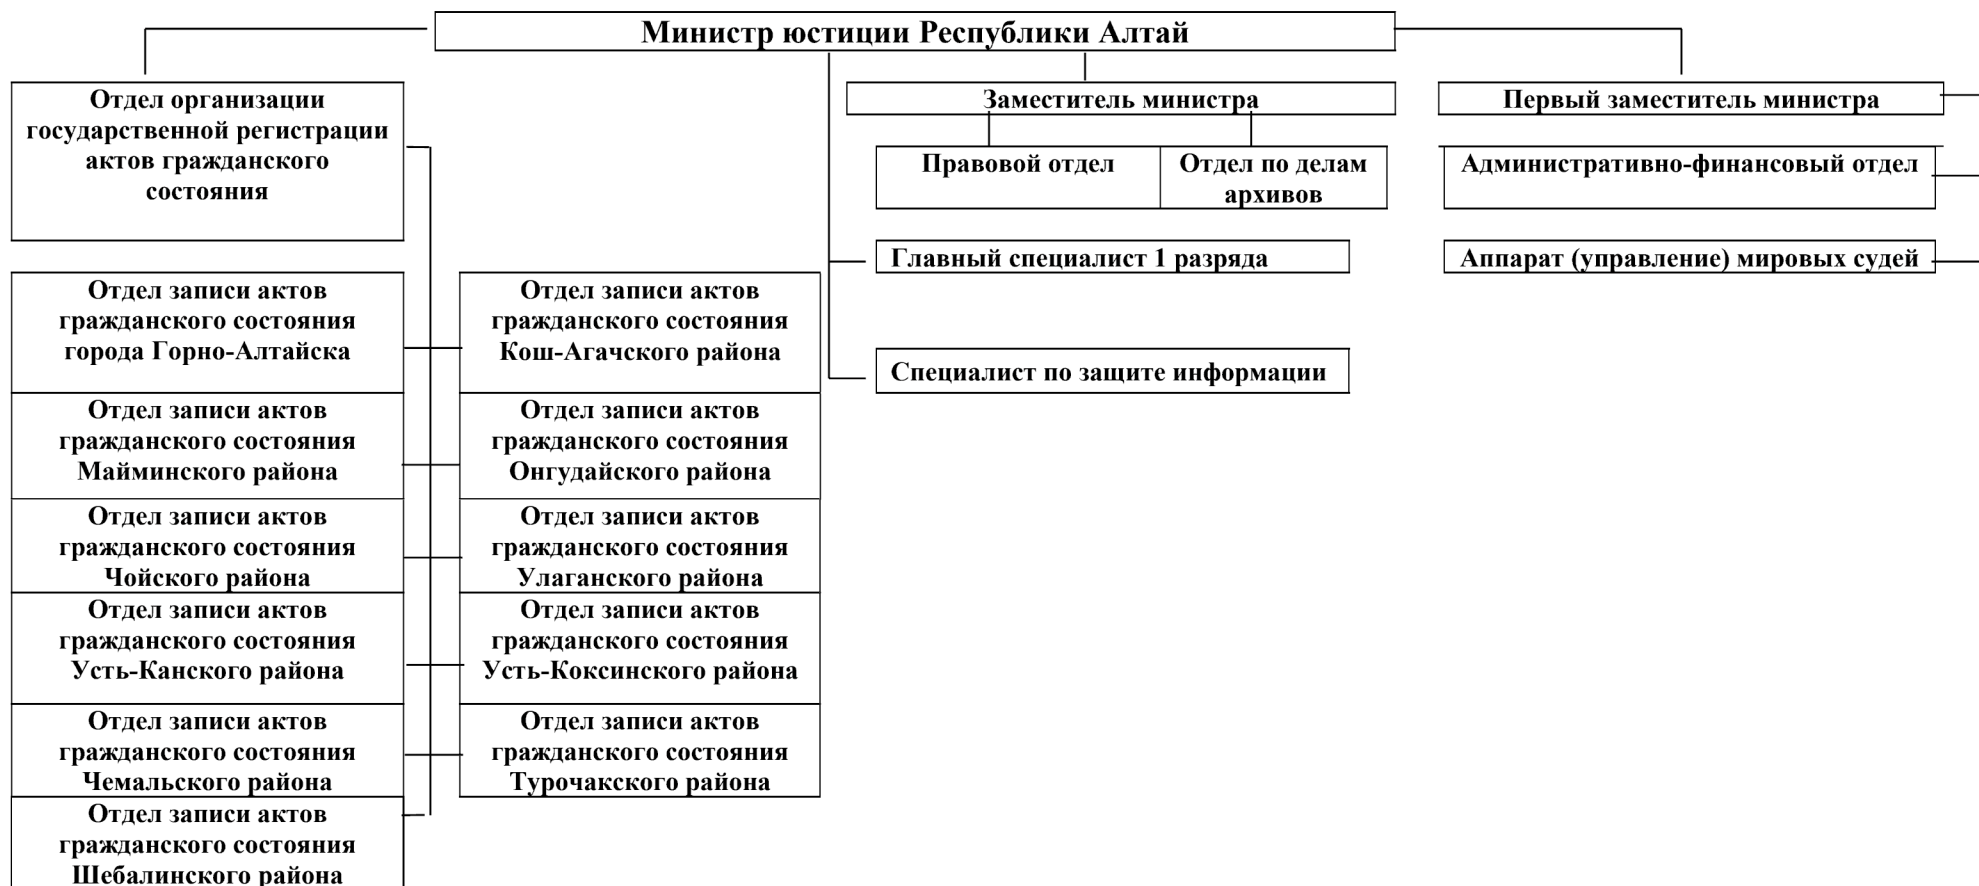 Министр юстиции Республики Алтай
Отдел организации
государственной регистрации
актов гражданского
состояния
Заместитель министра
Первый заместитель министра
Правовой отдел
Отдел по делам
архивов
Административно-финансовый отдел
Главный специалист 1 разряда
Аппарат (управление) мировых судей
Специалист по защите информации
Отдел записи актов
гражданского состояния
города Горно-Алтайска
Отдел записи актов
гражданского состояния
Кош-Агачского района
Отдел записи актов
гражданского состояния
Майминского района
Отдел записи актов
гражданского состояния
Онгудайского района
Отдел записи актов
гражданского состояния
Чойского района
Отдел записи актов
гражданского состояния
Улаганского района
Отдел записи актов
гражданского состояния
Усть-Канского района
Отдел записи актов
гражданского состояния
Усть-Коксинского района
Отдел записи актов
гражданского состояния
Чемальского района
Отдел записи актов
гражданского состояния
Турочакского района
Отдел записи актов
гражданского состояния
Шебалинского района